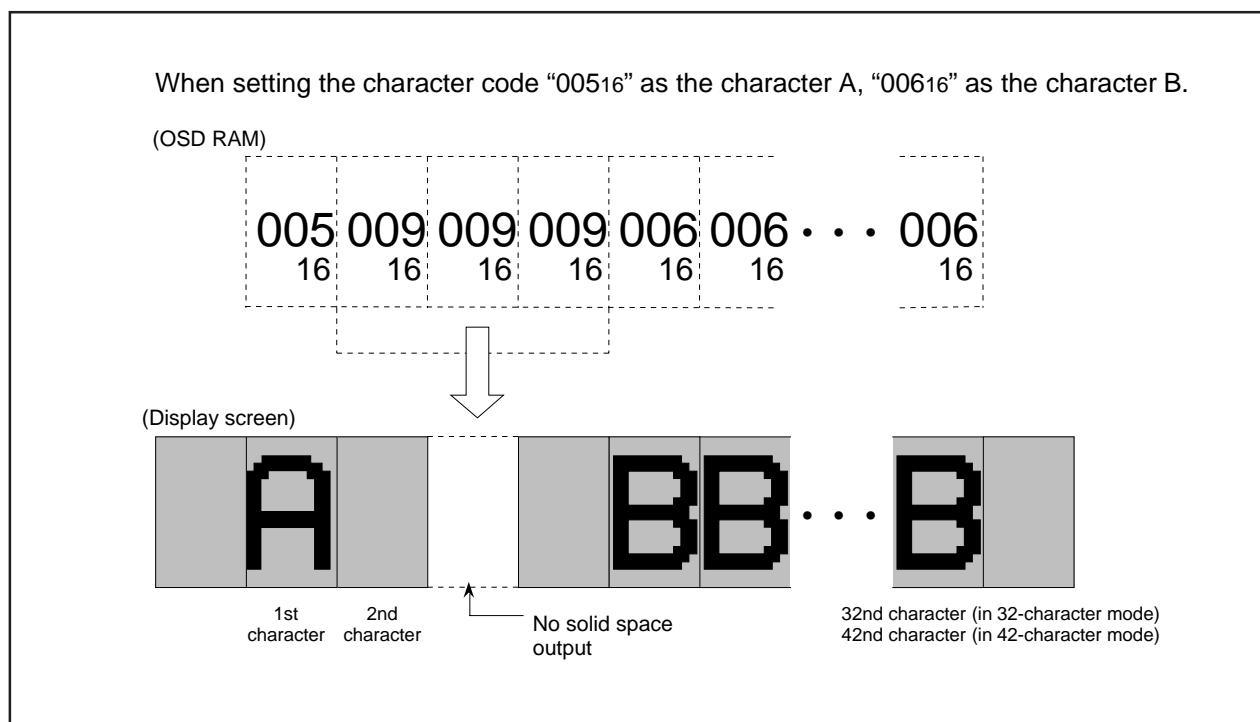 When setting the character code “00516” as the character A, “00616” as the character B.
(OSD RAM)
005 009 009 009 006 006 • • • 006
16 16 16 16 16 16 16
(Display screen)
A B B • • • B
1st character
2nd character
No solid space
output
32nd character (in 32-character mode)
42nd character (in 42-character mode)